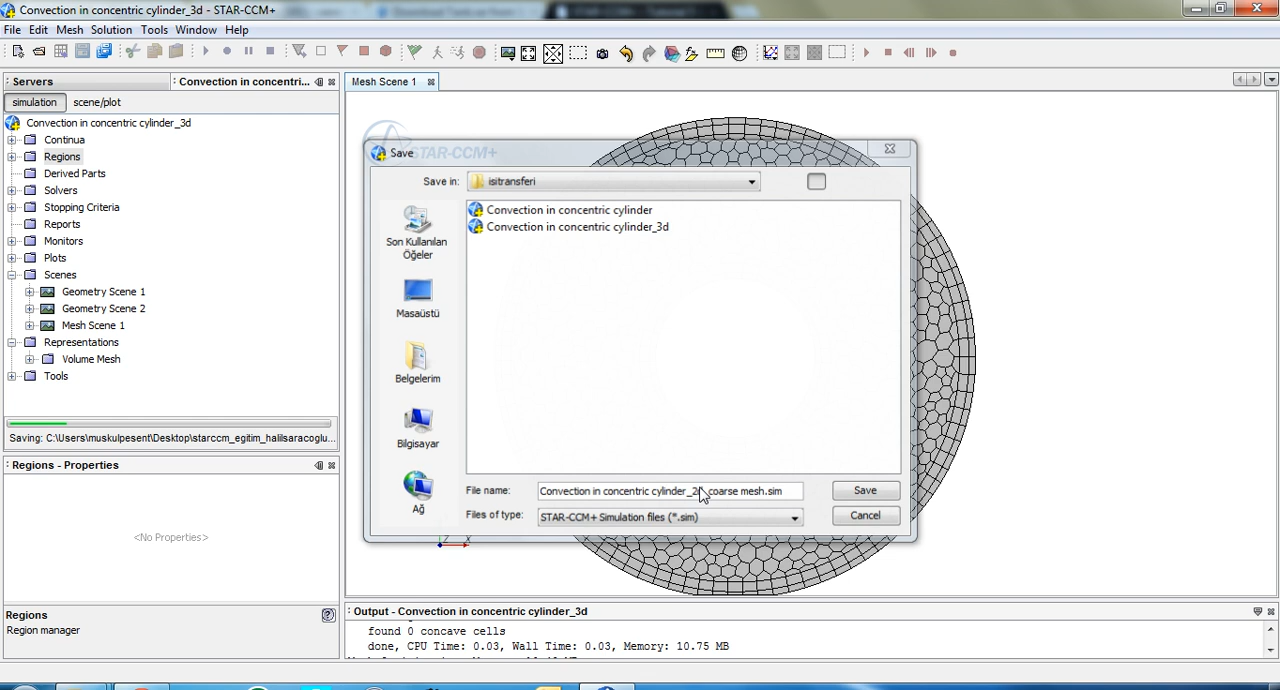 Convection in concentric cylinder_3d - STAR-CCM+
File Edit Mesh Solution Tools Window Help
Servers
Convection in concentri...
Mesh Scene 1
simulation
scene/plot
Convection in concentric cylinder_3d
Continua
Regions
Derived Parts
Solvers
Stopping Criteria
Reports
Monitors
Plots
Scenes
Geometry Scene 1
Geometry Scene 2
Mesh Scene 1
Representations
Volume Mesh
Tools
Saving: C:\Users\muskulpesent\Desktop\starccm_egitim_halilsaracoglu...
Regions - Properties
<No Properties>
Regions
Region manager
Save
STAR-CCM+
Save in:
isitransferi
Convection in concentric cylinder
Convection in concentric cylinder_3d
Son Kullanılan
Öğeler
Masaüstü
Belgelerim
Bilgisayar
Ağ
File name:
Convection in concentric cylinder_2 coarse mesh.sim
Save
Files of type:
STAR-CCM+ Simulation files (*.sim)
Cancel
Output - Convection in concentric cylinder_3d
found 0 concave cells
done, CPU Time: 0.03, Wall Time: 0.03, Memory: 10.75 MB